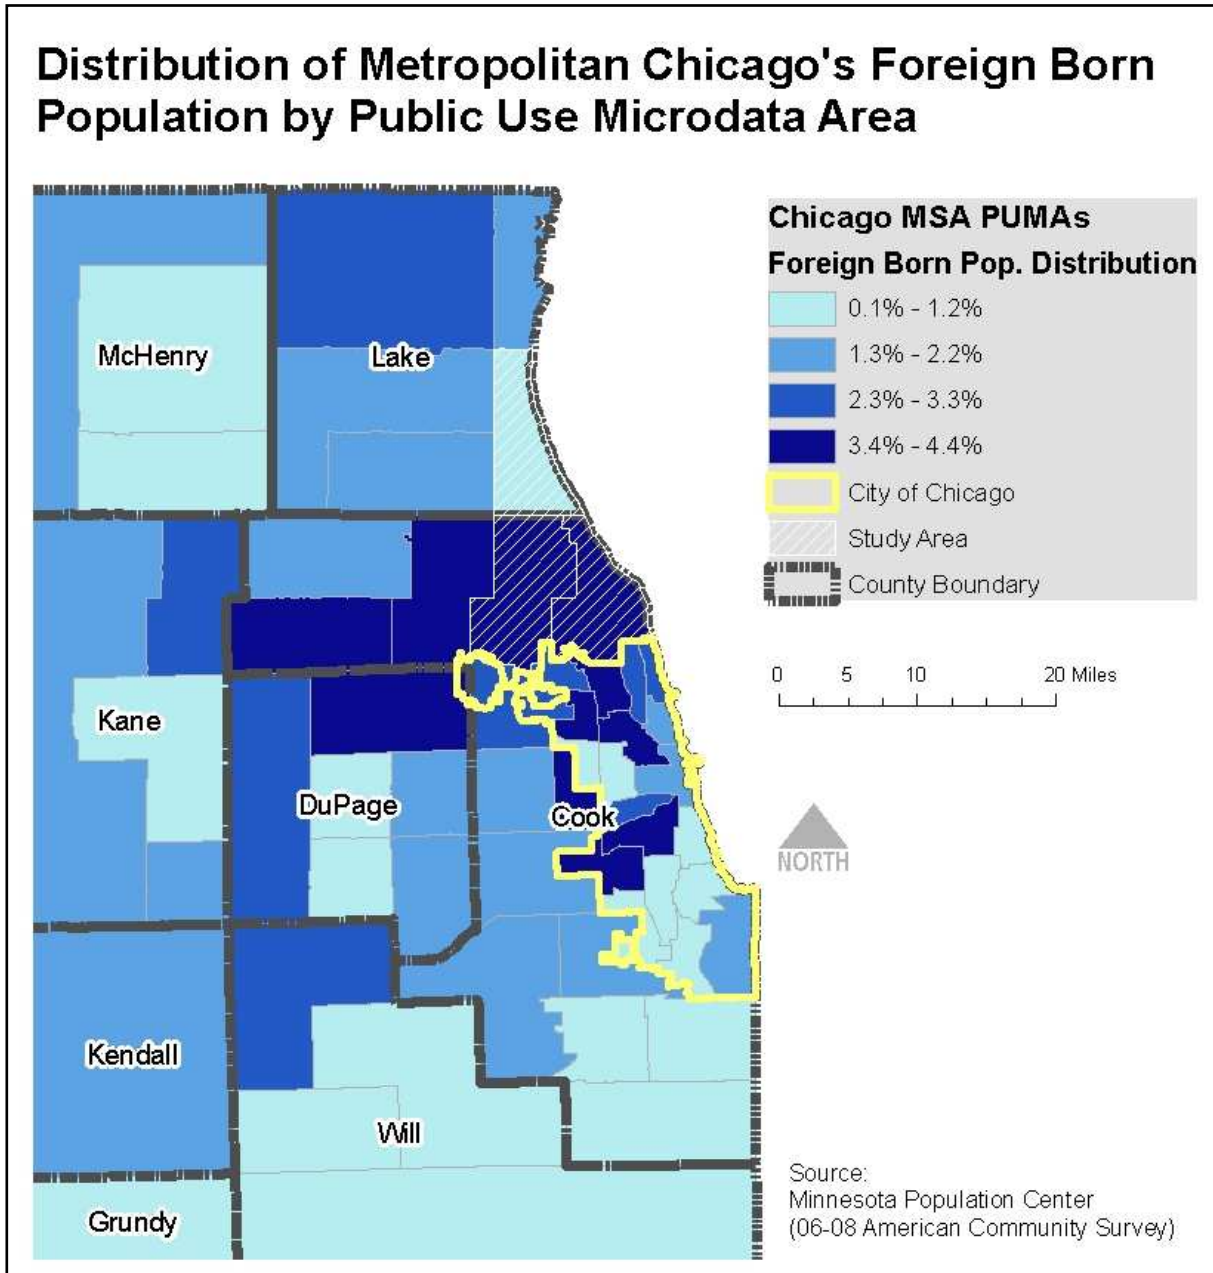 Distribution of Metropolitan Chicago's Foreign Born
Population by Public Use Microdata Area
Chicago MSA PUMAs
Foreign Born Pop. Distribution
0.1% - 1.2%
1.3% - 2.2%
2.3% - 3.3%
3.4% - 4.4%
City of Chicago
Study Area
County Boundary
McHenry
Lake
0 5 10 20 Miles
Kane
DuPage
Cook
NORTH
Kendall
Will
Grundy
Source:
Minnesota Population Center
(06-08 American Community Survey)